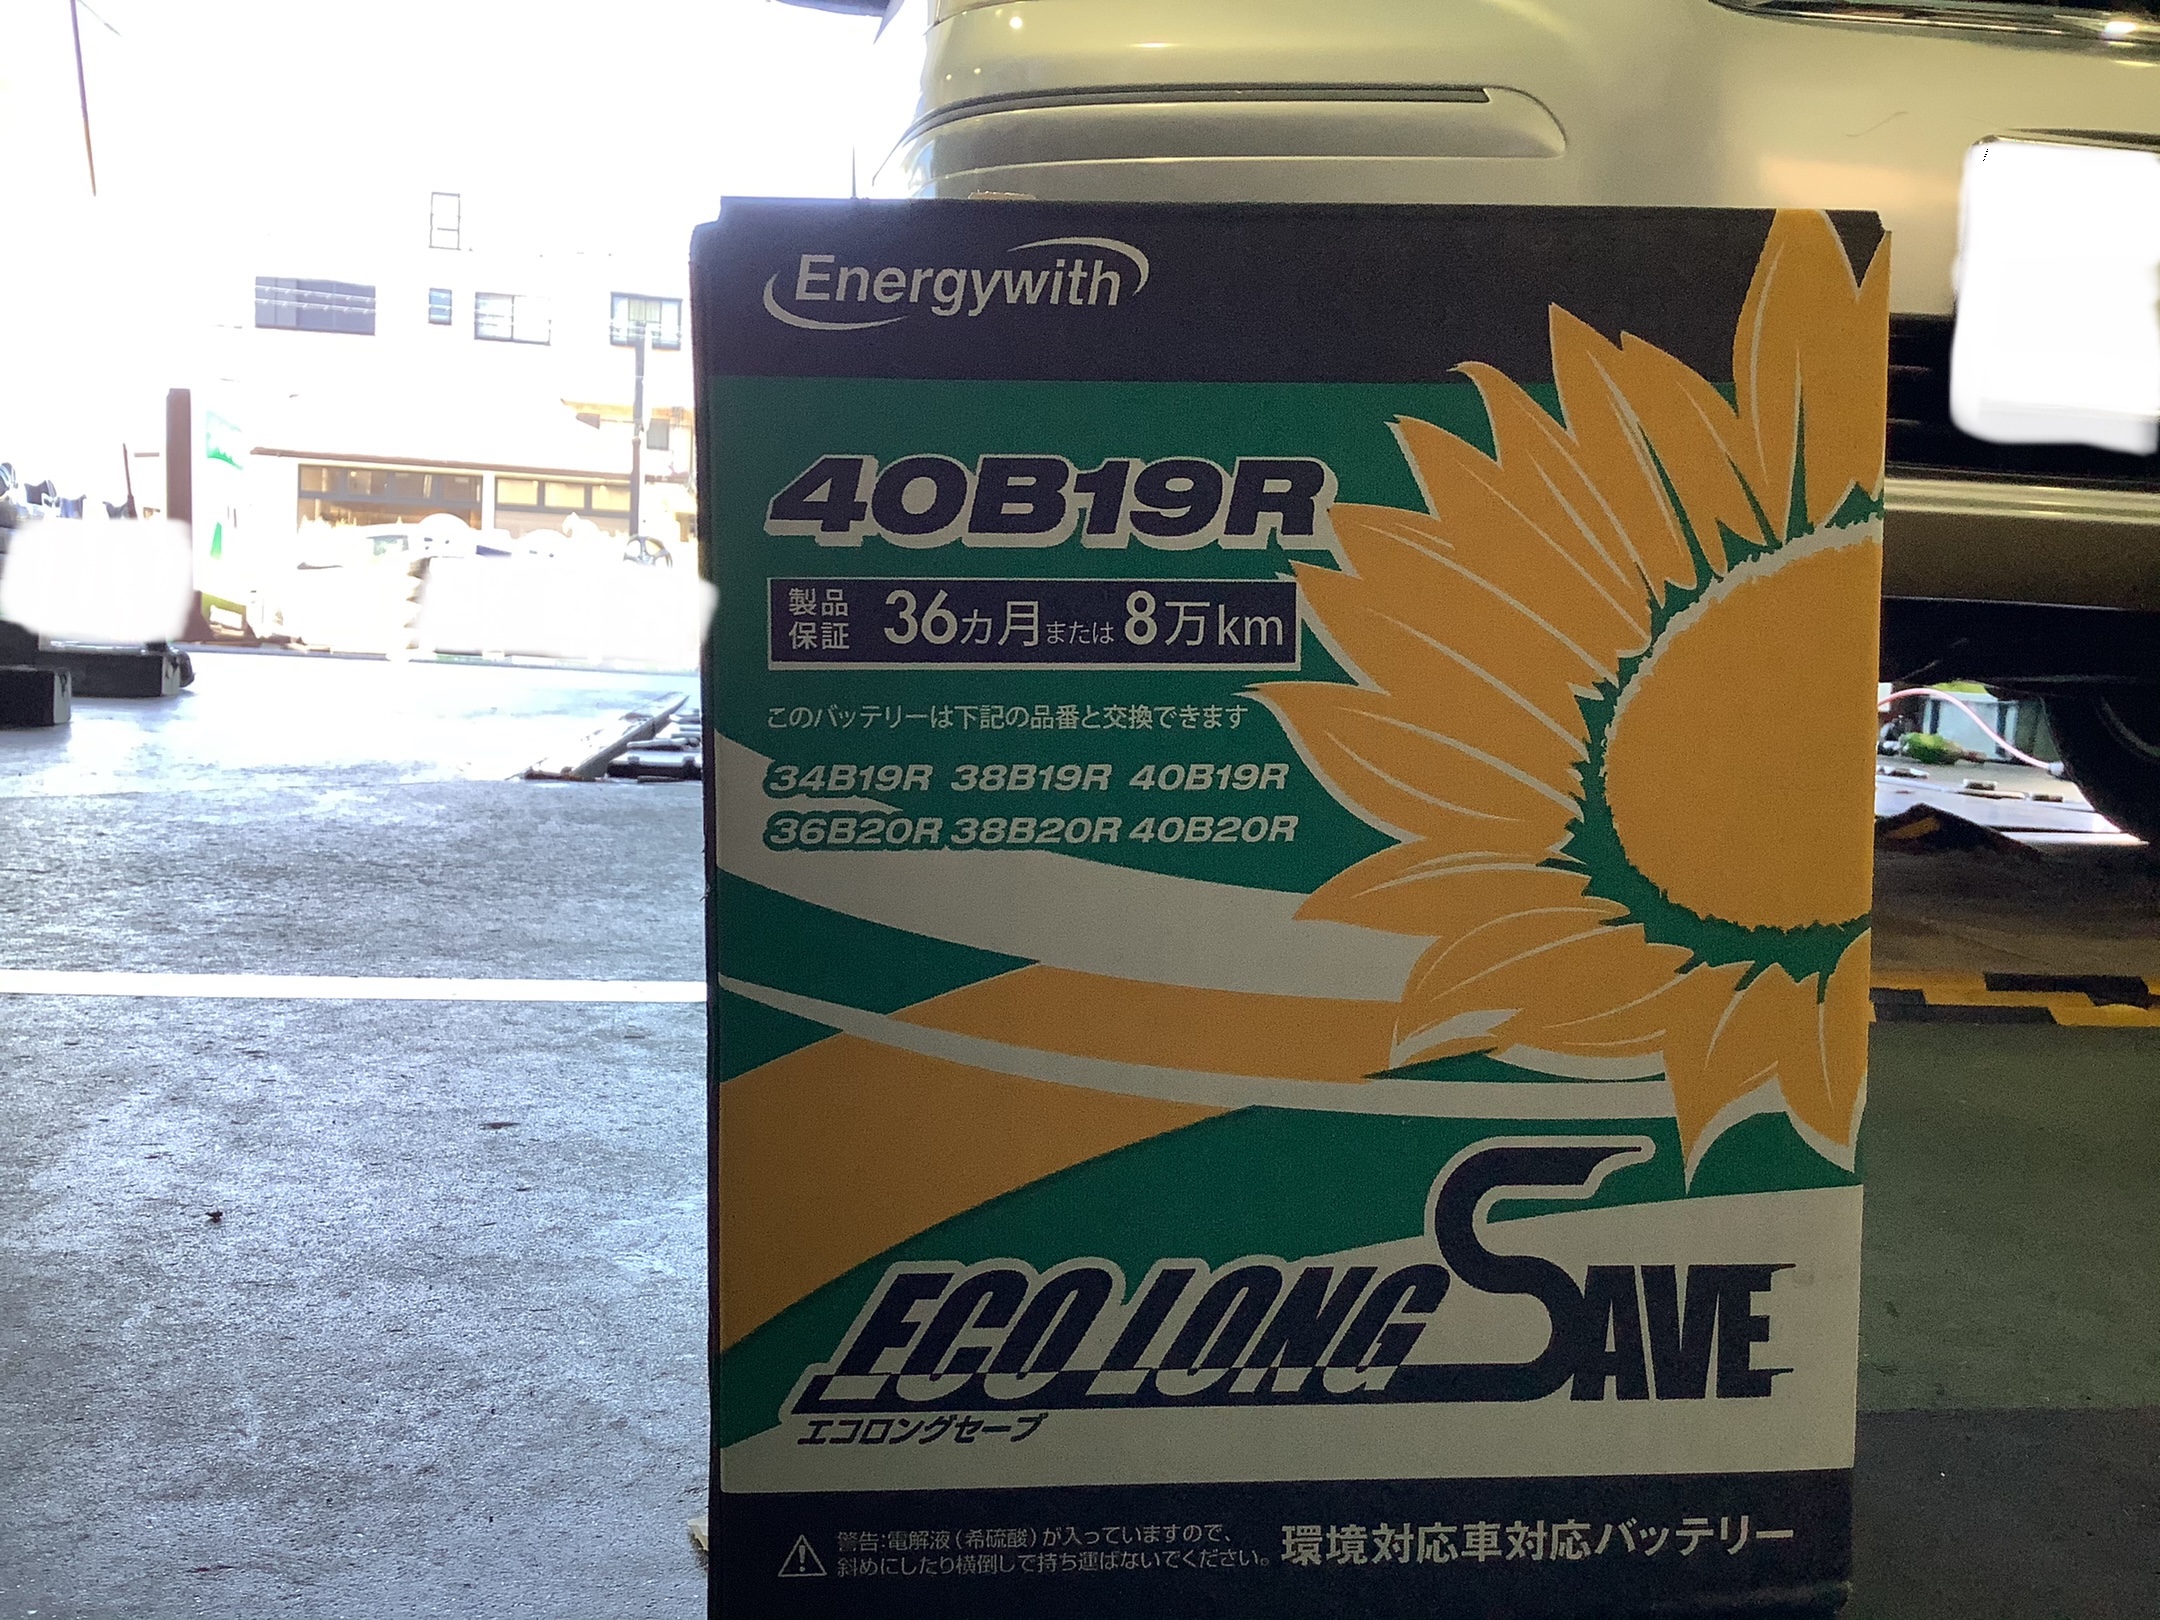 Energywith
40B19R
製品保証 36カ月または8万km
このバッテリーは下記の品番と交換できます
34B19R 38B19R 40B19R
36B20R 38B20R 40B20R
ECO LONG SAVE
エコロングセーブ
警告:電解液(希硫酸)が入っていますので、
斜めにしたり横倒しで持ち運ばないでください。
環境対応車対応バッテリー